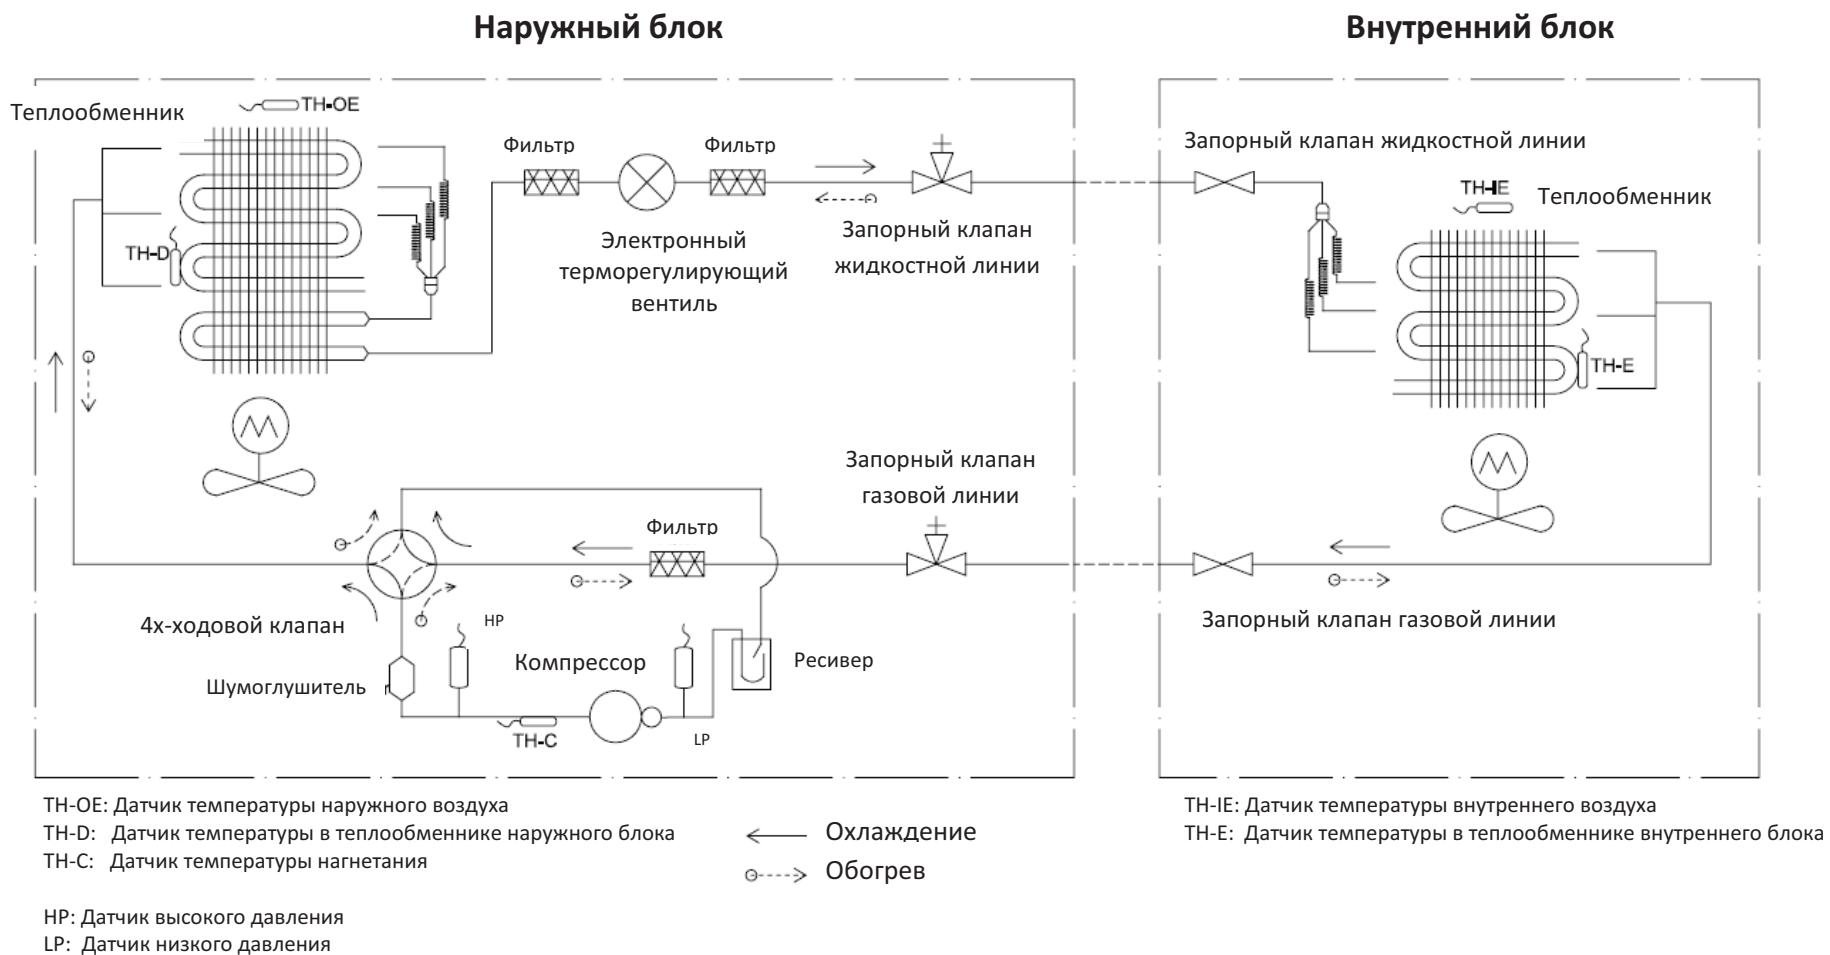 Наружный блок
Внутренний блок
Теплообменник
TH-OE
Фильтр
Фильтр
Запорный клапан жидкостной линии
TH-IE
Теплообменник
TH-D
Электронный
терморегулирующий
вентиль
Запорный клапан
жидкостной линии
TH-E
Запорный клапан
газовой линии
Фильтр
4х-ходовой клапан
HP
Запорный клапан газовой линии
Компрессор
Ресивер
Шумоглушитель
TH-C
LP
TH-OE: Датчик температуры наружного воздуха
TH-D: Датчик температуры в теплообменнике наружного блока
TH-C: Датчик температуры нагнетания
HP: Датчик высокого давления
LP: Датчик низкого давления
Охлаждение
Обогрев
TH-IE: Датчик температуры внутреннего воздуха
TH-E: Датчик температуры в теплообменнике внутреннего блока